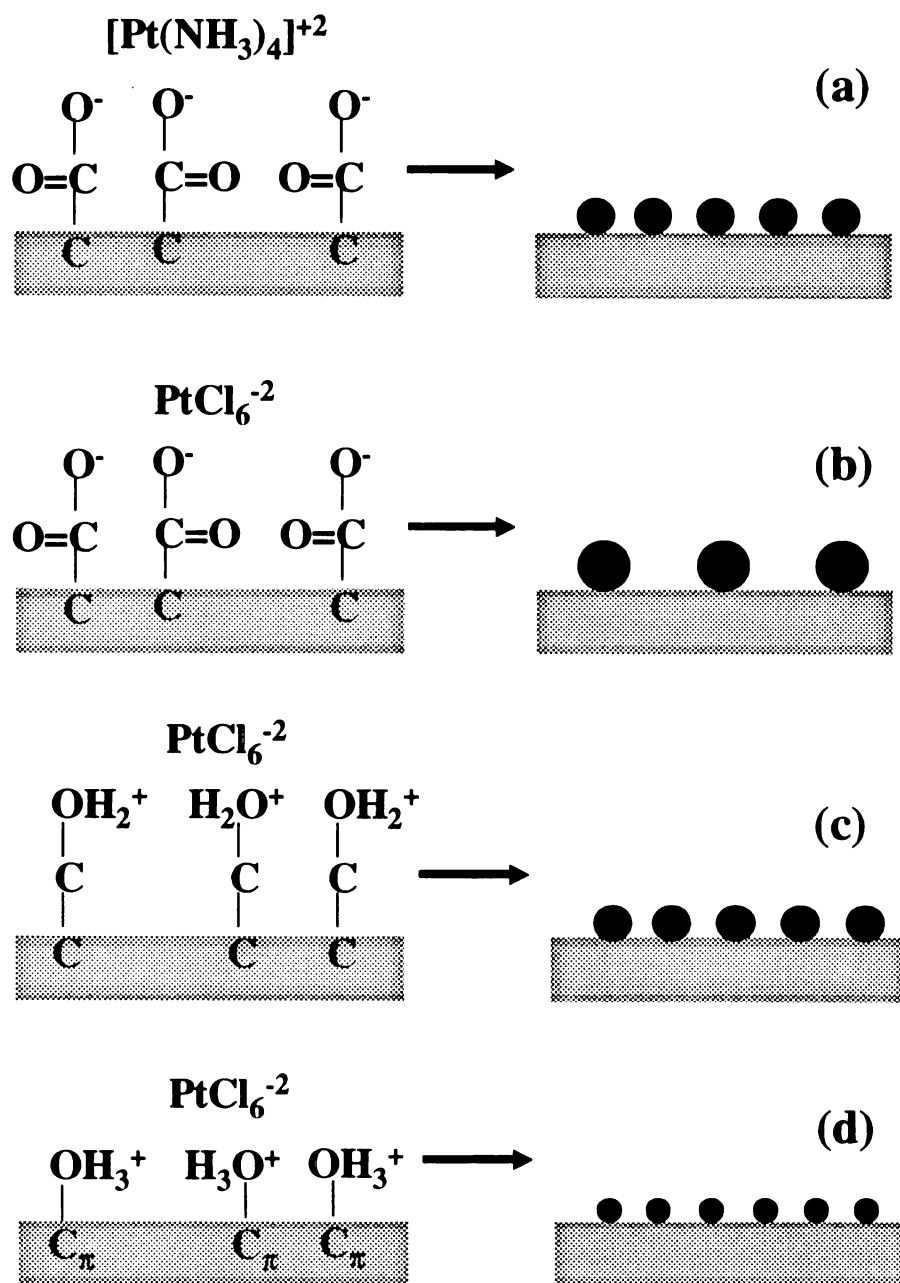 [Pt(NH₃)₄]⁺²
(a)
O⁻ O⁻ O⁻
O=C C=O O=C
C C C
PtCl₆⁻²
(b)
O⁻ O⁻ O⁻
O=C C=O O=C
C C C
PtCl₆⁻²
(c)
OH₂⁺ H₂O⁺ OH₂⁺
C C C
C C C
PtCl₆⁻²
(d)
OH₃⁺ H₃O⁺ OH₃⁺
Cπ Cπ Cπ